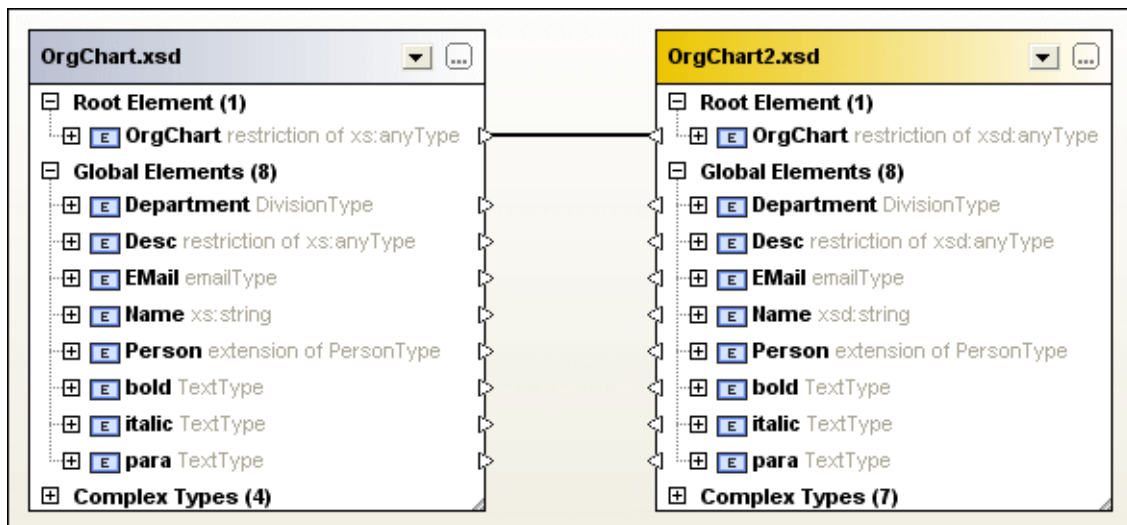 OrgChart.xsd
...
Root Element (1)
E OrgChart restriction of xs:anyType
Global Elements (8)
E Department DivisionType
E Desc restriction of xs:anyType
E EMail emailType
E Name xs:string
E Person extension of PersonType
E bold TextType
E italic TextType
E para TextType
Complex Types (4)
OrgChart2.xsd
...
Root Element (1)
E OrgChart restriction of xsd:anyType
Global Elements (8)
E Department DivisionType
E Desc restriction of xsd:anyType
E EMail emailType
E Name xsd:string
E Person extension of PersonType
E bold TextType
E italic TextType
E para TextType
Complex Types (7)